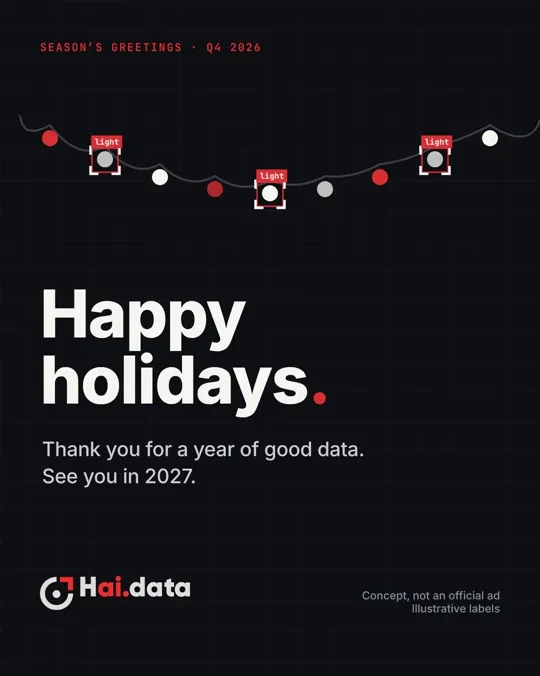 SEASON’S GREETINGS · Q4 2026
light
light
light
Happy
holidays.
Thank you for a year of good data.
See you in 2027.
Hai.data
Concept, not an official ad
Illustrative labels